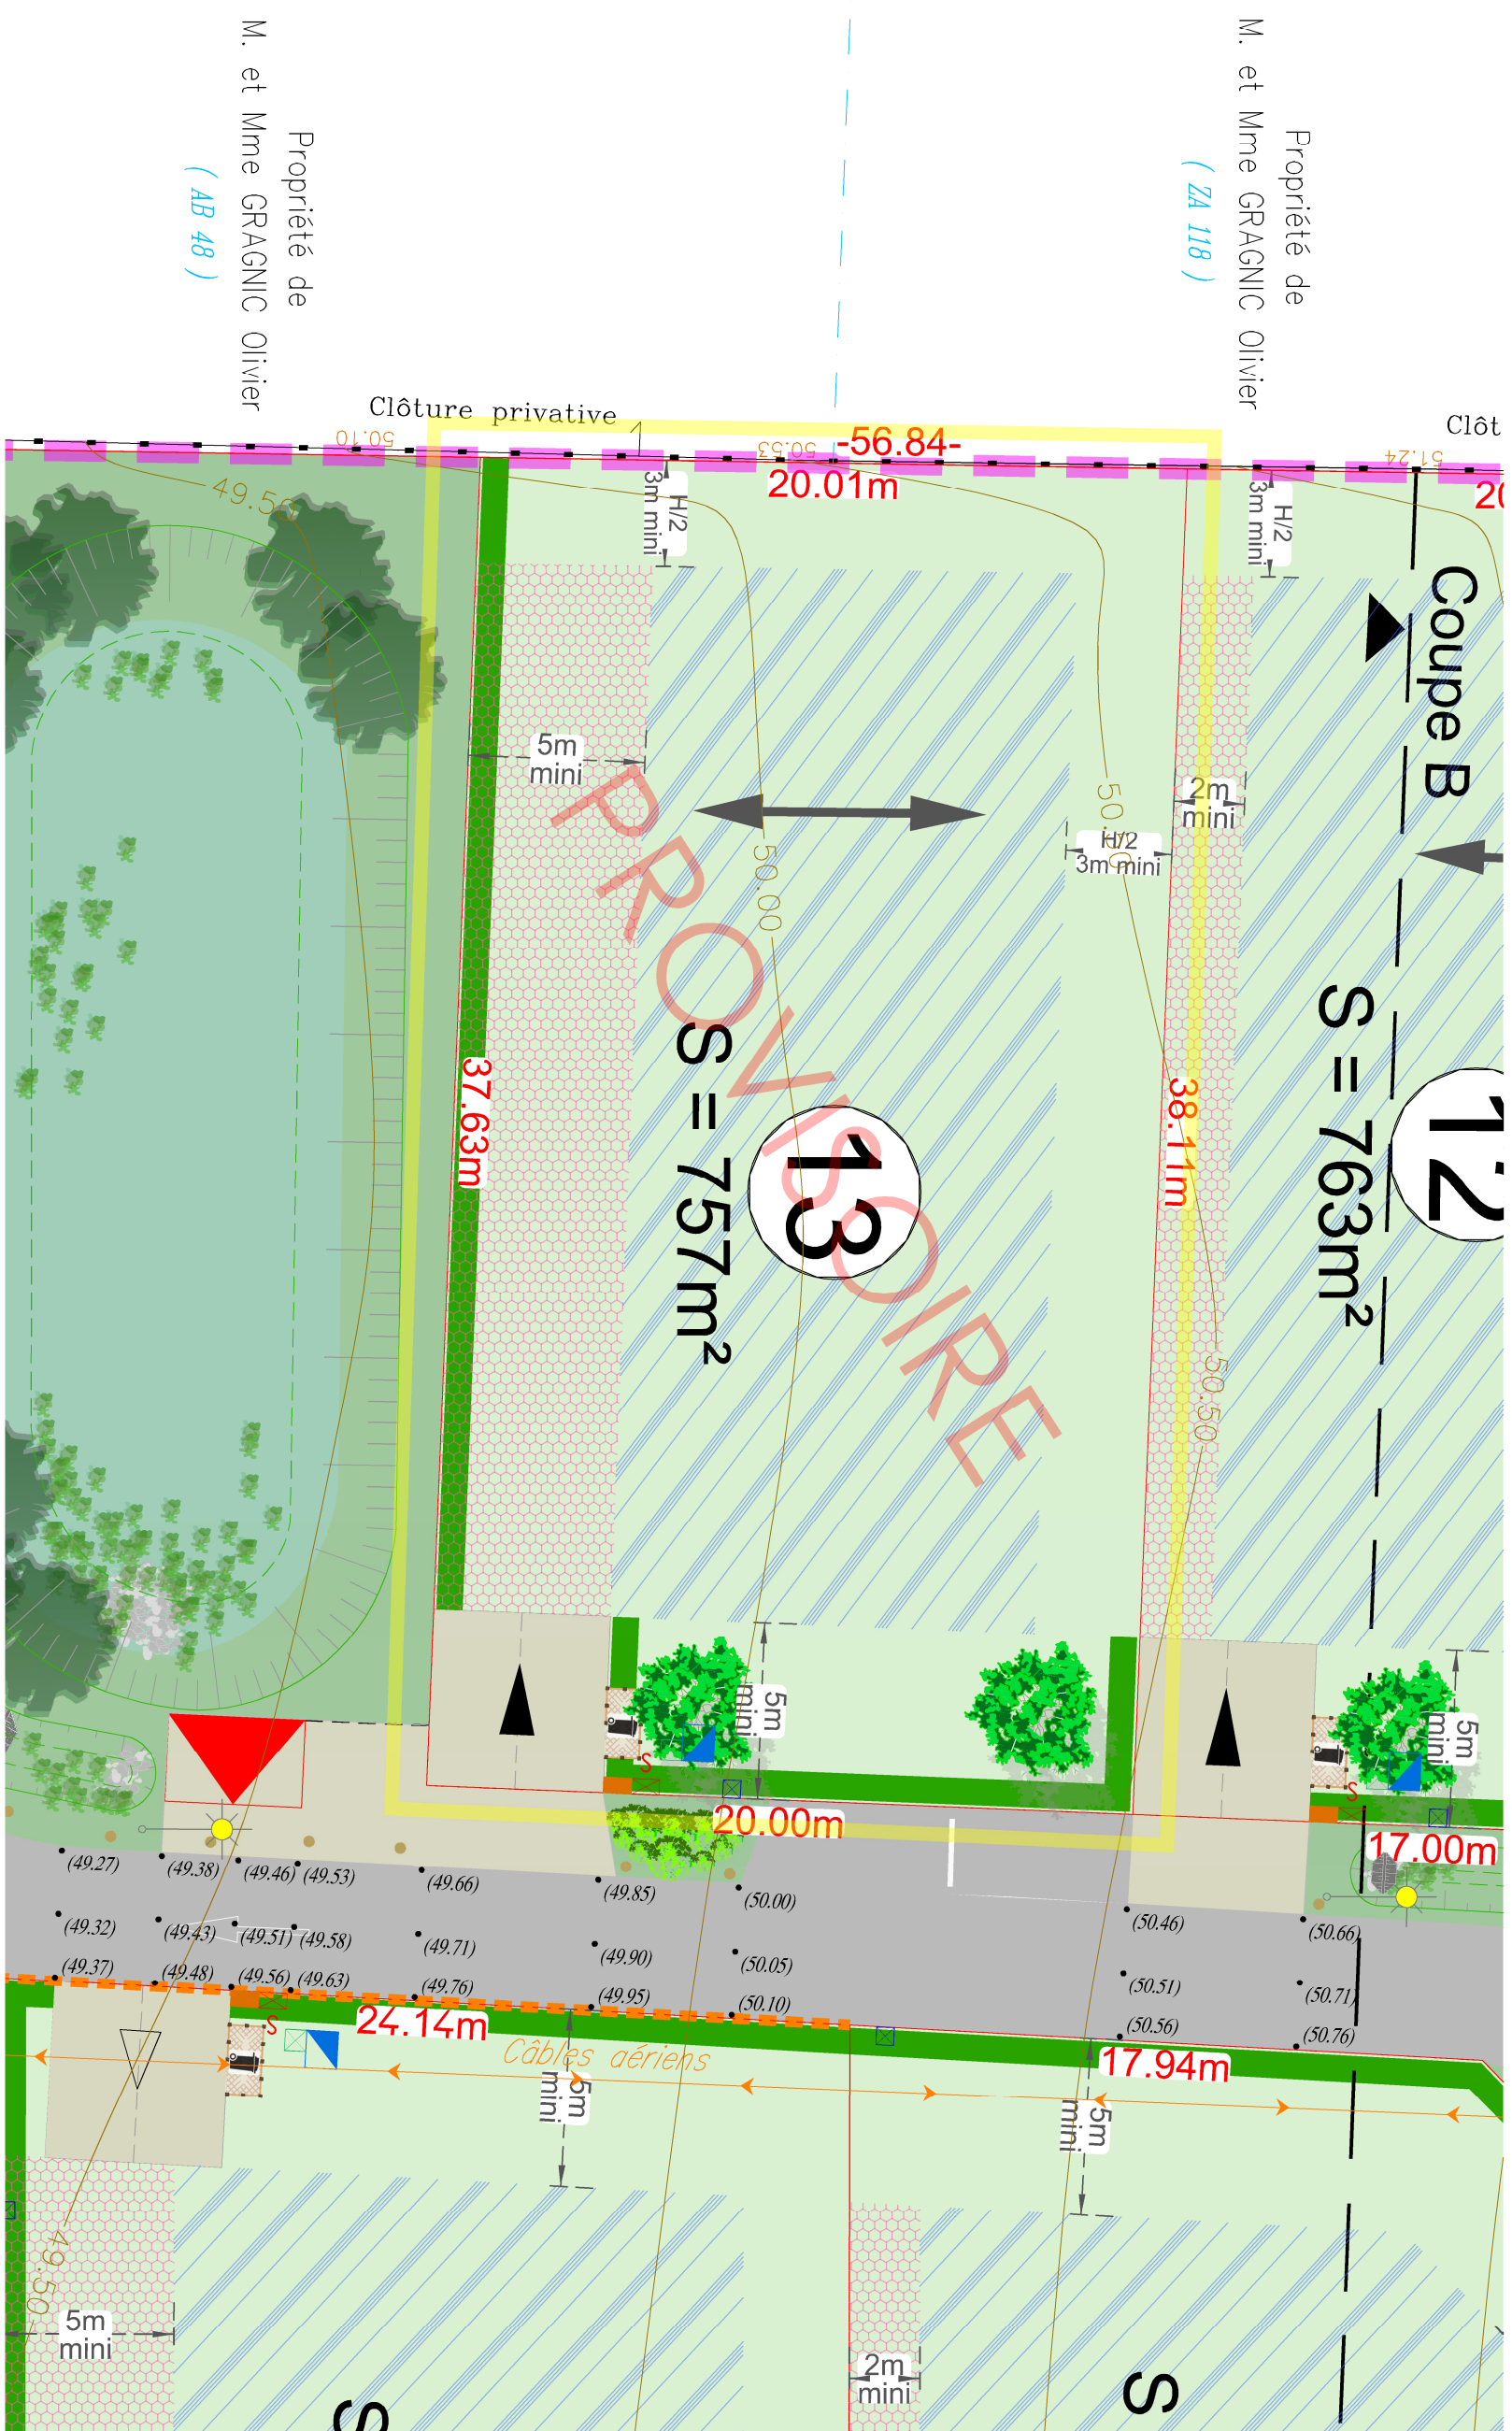 Propriété de
M. et Mme GRAGNIC Olivier
( AB 48 )
Propriété de
M. et Mme GRAGNIC Olivier
( ZA 118 )
Clôture privative
Clôt
50.10
50.53
-56.84-
20.01m
51.24
20
49.50
H/2
3m mini
H/2
3m mini
Coupe B
5m
mini
2m
mini
H/2
3m mini
50.50
50.00
PROVISOIRE
S = 757m²
13
S = 763m²
12
37.63m
38.11m
50.50
5m
mini
5m
mini
S
S
20.00m
17.00m
(49.27)
(49.38)
(49.46)
(49.53)
(49.66)
(49.85)
(50.00)
(50.46)
(50.66)
(49.32)
(49.43)
(49.51)
(49.58)
(49.71)
(49.90)
(50.05)
(50.51)
(50.71)
(49.37)
(49.48)
(49.56)
(49.63)
(49.76)
(49.95)
(50.10)
(50.56)
(50.76)
S
24.14m
17.94m
Câbles aériens
5m
mini
5m
mini
49.50
5m
mini
2m
mini
S
S